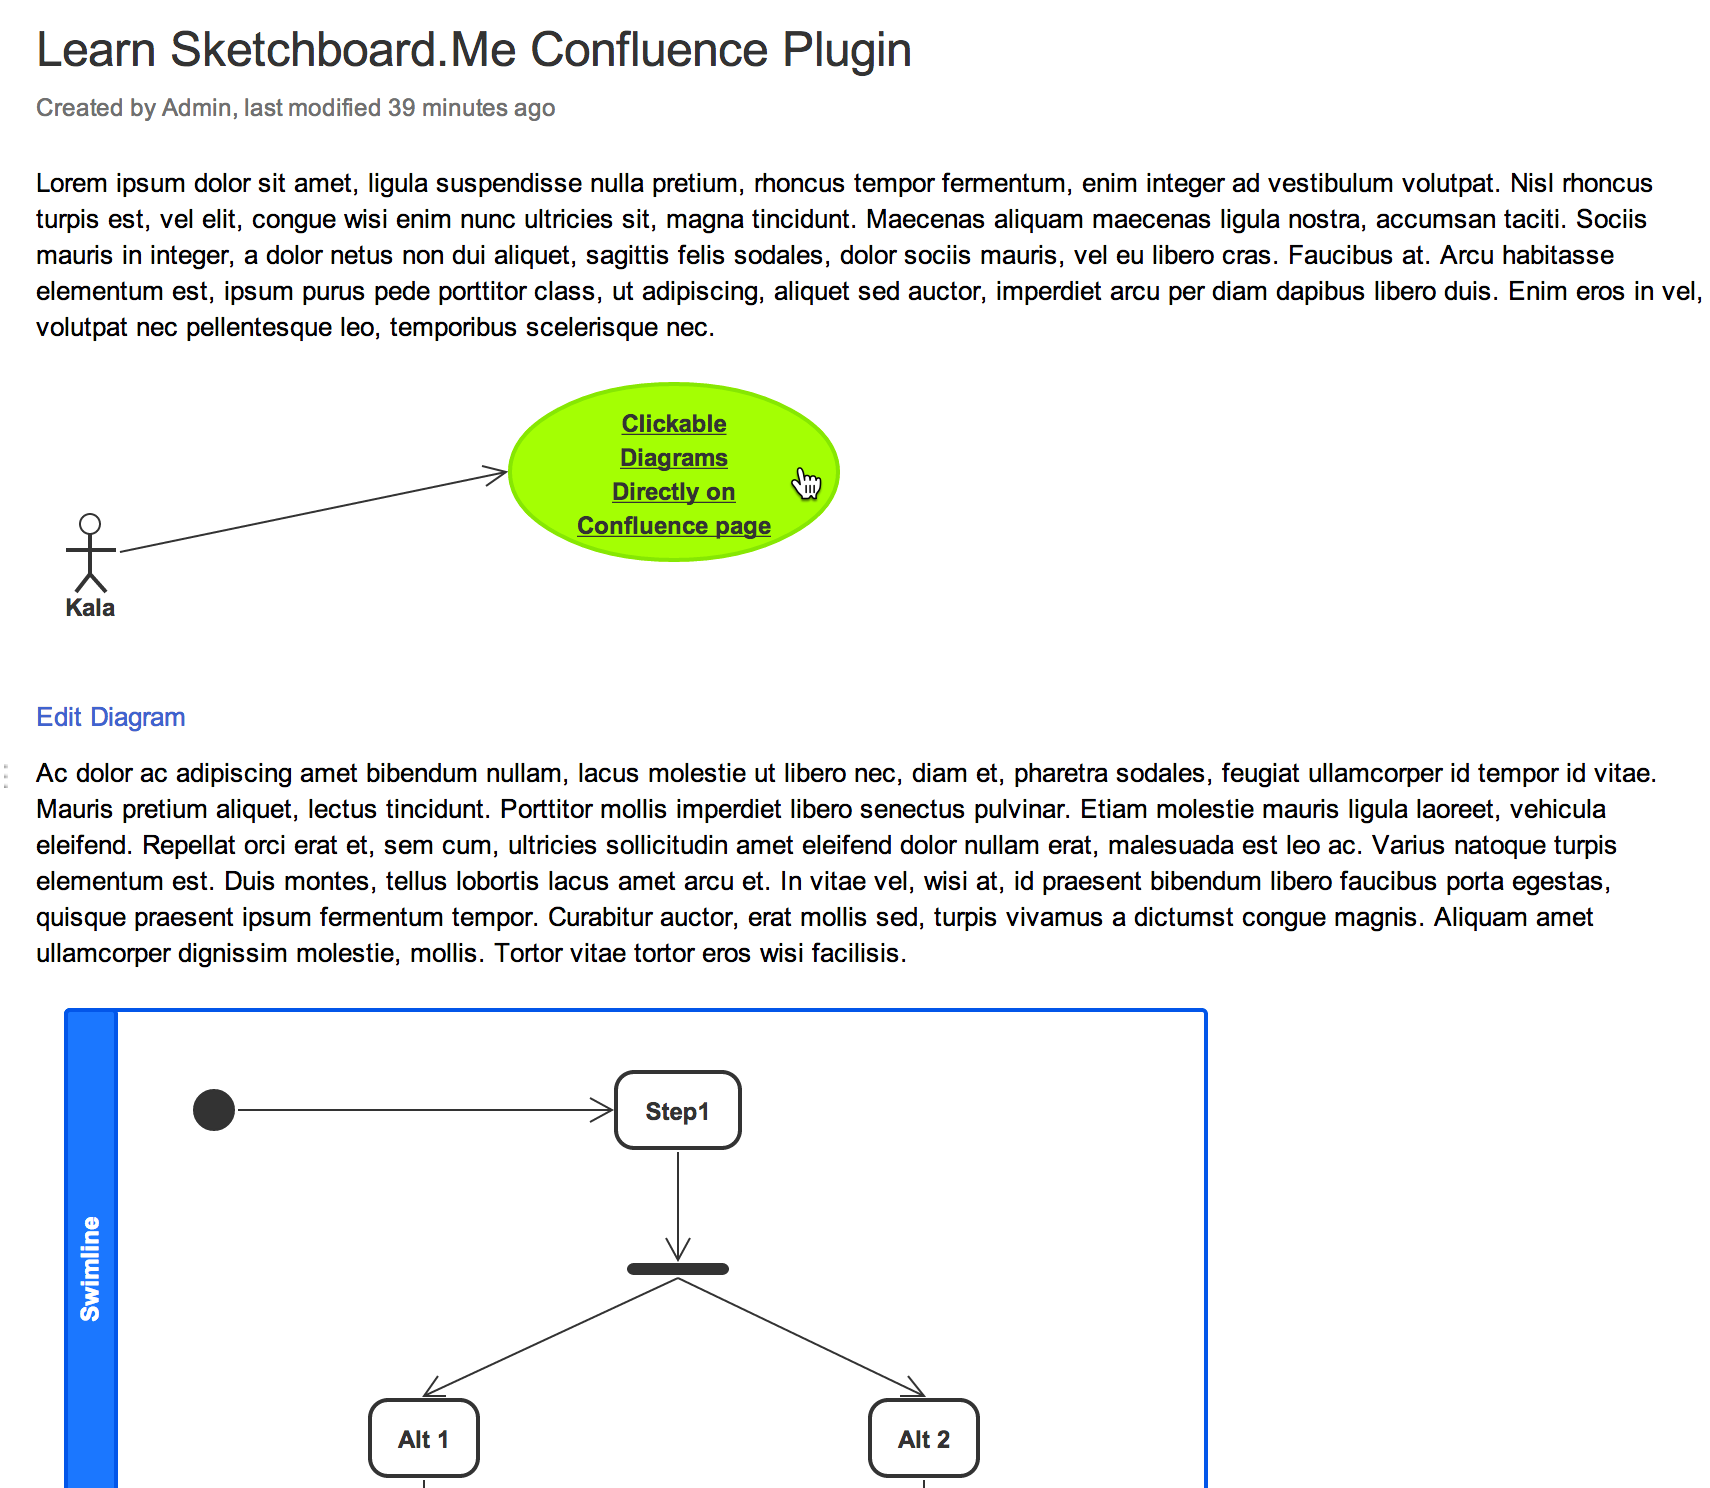 Learn Sketchboard.Me Confluence Plugin
Created by Admin, last modified 39 minutes ago
Lorem ipsum dolor sit amet, ligula suspendisse nulla pretium, rhoncus tempor fermentum, enim integer ad vestibulum volutpat. Nisl rhoncus
turpis est, vel elit, congue wisi enim nunc ultricies sit, magna tincidunt. Maecenas aliquam maecenas ligula nostra, accumsan taciti. Sociis
mauris in integer, a dolor netus non dui aliquet, sagittis felis sodales, dolor sociis mauris, vel eu libero cras. Faucibus at. Arcu habitasse
elementum est, ipsum purus pede porttitor class, ut adipiscing, aliquet sed auctor, imperdiet arcu per diam dapibus libero duis. Enim eros in vel,
volutpat nec pellentesque leo, temporibus scelerisque nec.
Clickable
Diagrams
Directly on
Confluence page
Kala
Edit Diagram
Ac dolor ac adipiscing amet bibendum nullam, lacus molestie ut libero nec, diam et, pharetra sodales, feugiat ullamcorper id tempor id vitae.
Mauris pretium aliquet, lectus tincidunt. Porttitor mollis imperdiet libero senectus pulvinar. Etiam molestie mauris ligula laoreet, vehicula
eleifend. Repellat orci erat et, sem cum, ultricies sollicitudin amet eleifend dolor nullam erat, malesuada est leo ac. Varius natoque turpis
elementum est. Duis montes, tellus lobortis lacus amet arcu et. In vitae vel, wisi at, id praesent bibendum libero faucibus porta egestas,
quisque praesent ipsum fermentum tempor. Curabitur auctor, erat mollis sed, turpis vivamus a dictumst congue magnis. Aliquam amet
ullamcorper dignissim molestie, mollis. Tortor vitae tortor eros wisi facilisis.
Step1
Swimline
Alt 1
Alt 2